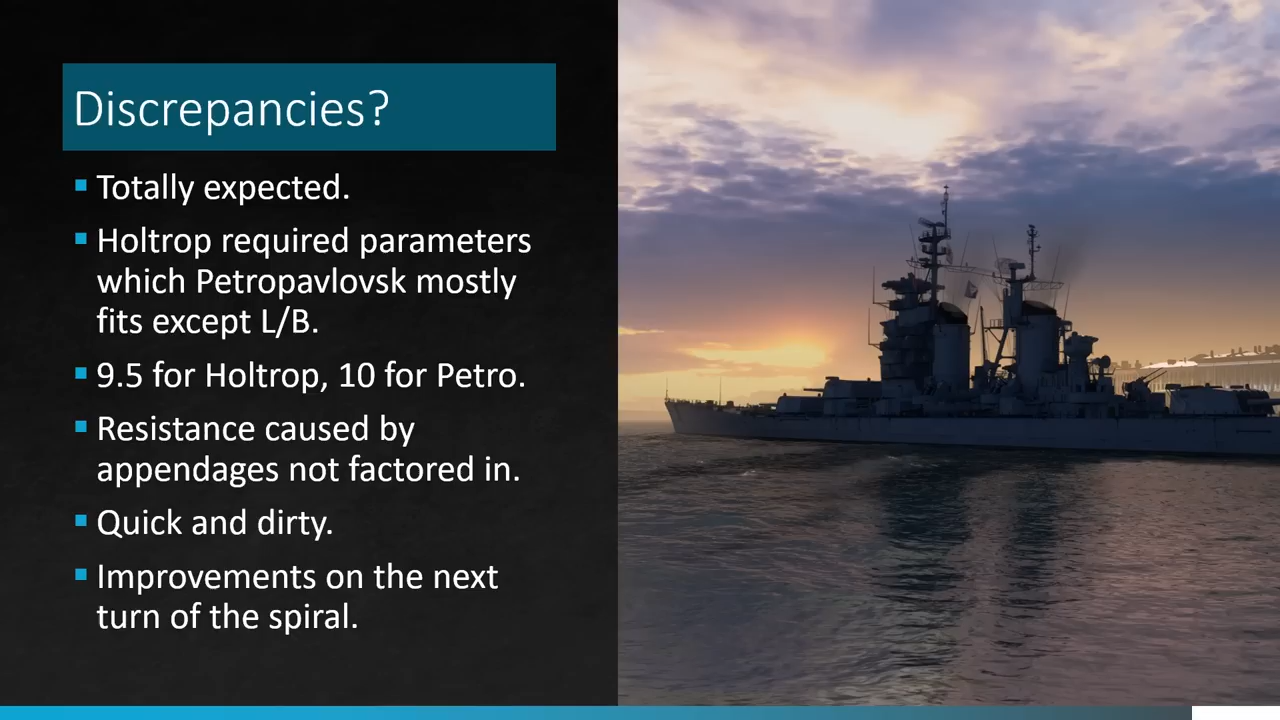 Discrepancies?
Totally expected.
Holtrop required parameters
which Petropavlovsk mostly
fits except L/B.
9.5 for Holtrop, 10 for Petro.
Resistance caused by
appendages not factored in.
Quick and dirty.
Improvements on the next
turn of the spiral.